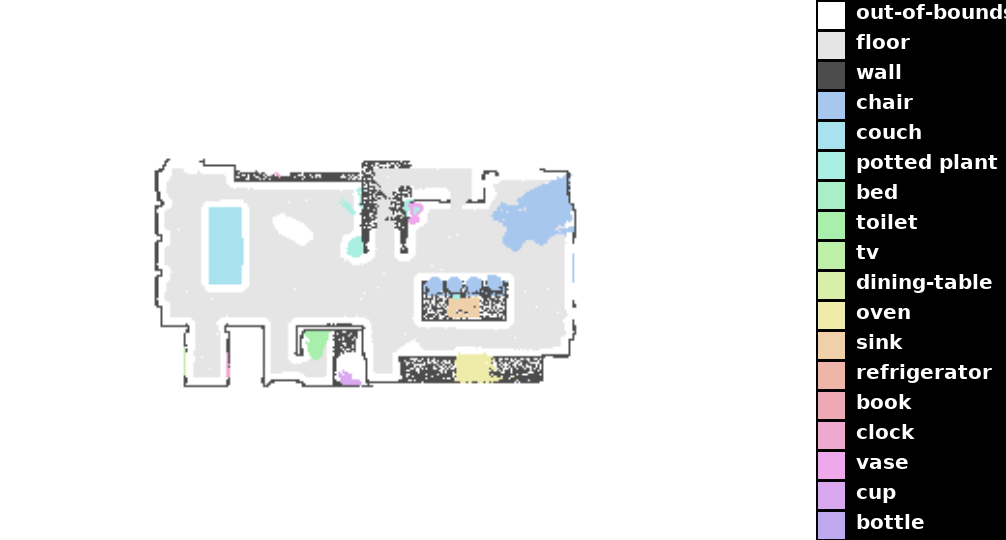 out-of-bounds
floor
wall
chair
couch
potted plant
bed
toilet
tv
dining-table
oven
sink
refrigerator
book
clock
vase
cup
bottle